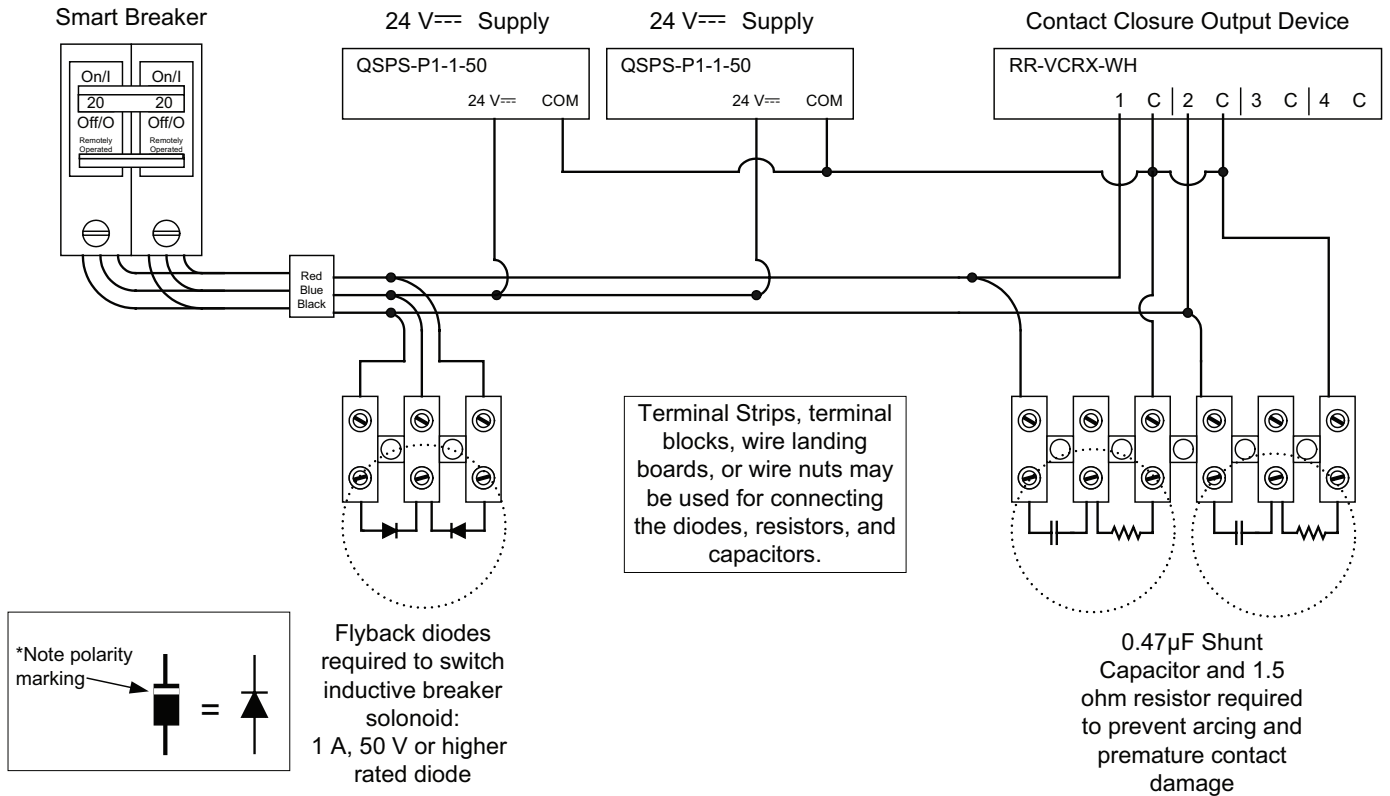 Smart Breaker
24 V⎓ Supply
24 V⎓ Supply
Contact Closure Output Device
On/I
20
Off/O
Remotely
Operated
On/I
20
Off/O
Remotely
Operated
QSPS-P1-1-50
24 V⎓ COM
QSPS-P1-1-50
24 V⎓ COM
RR-VCRX-WH
1 C | 2 C | 3 C | 4 C
Red
Blue
Black
Terminal Strips, terminal
blocks, wire landing
boards, or wire nuts may
be used for connecting
the diodes, resistors, and
capacitors.
*Note polarity
marking
=
Flyback diodes
required to switch
inductive breaker
solonoid:
1 A, 50 V or higher
rated diode
0.47µF Shunt
Capacitor and 1.5
ohm resistor required
to prevent arcing and
premature contact
damage